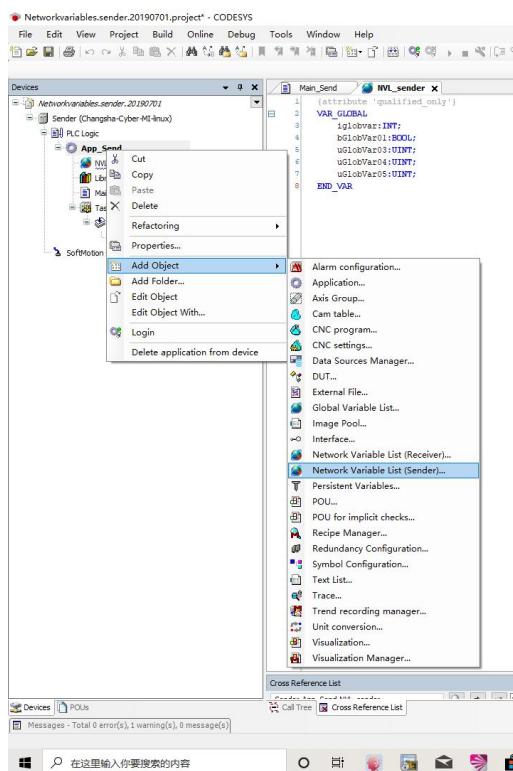 Networkvariables.sender.20190701.project* - CODESYS
File Edit View Project Build Online Debug Tools Window Help
Devices
Networkvariables.sender.20190701
Sender (Changsha-Cyber-MI-linux)
PLC Logic
App_Send
SoftMotion
Cut
Copy
Paste
Delete
Refactoring
Properties...
Add Object
Add Folder...
Edit Object
Edit Object With...
Login
Delete application from device
Main_Send NVL_sender
1 {attribute 'qualified_only'}
2 VAR_GLOBAL
3 iglobvar:INT;
4 bGlobVar01:BOOL;
5 uGlobVar03:UINT;
6 uGlobVar04:UINT;
7 uGlobVar05:UINT;
8 END_VAR
Alarm configuration...
Application...
Axis Group...
Cam table...
CNC program...
CNC settings...
Data Sources Manager...
DUT...
External File...
Global Variable List...
Image Pool...
Interface...
Network Variable List (Receiver)...
Network Variable List (Sender)...
Persistent Variables...
POU...
POU for implicit checks...
Recipe Manager...
Redundancy Configuration...
Symbol Configuration...
Text List...
Trace...
Trend recording manager...
Unit conversion...
Visualization...
Visualization Manager...
Cross Reference List
Devices POUs
Call Tree Cross Reference List
Messages - Total 0 error(s), 1 warning(s), 0 message(s)
在这里输入你要搜索的内容